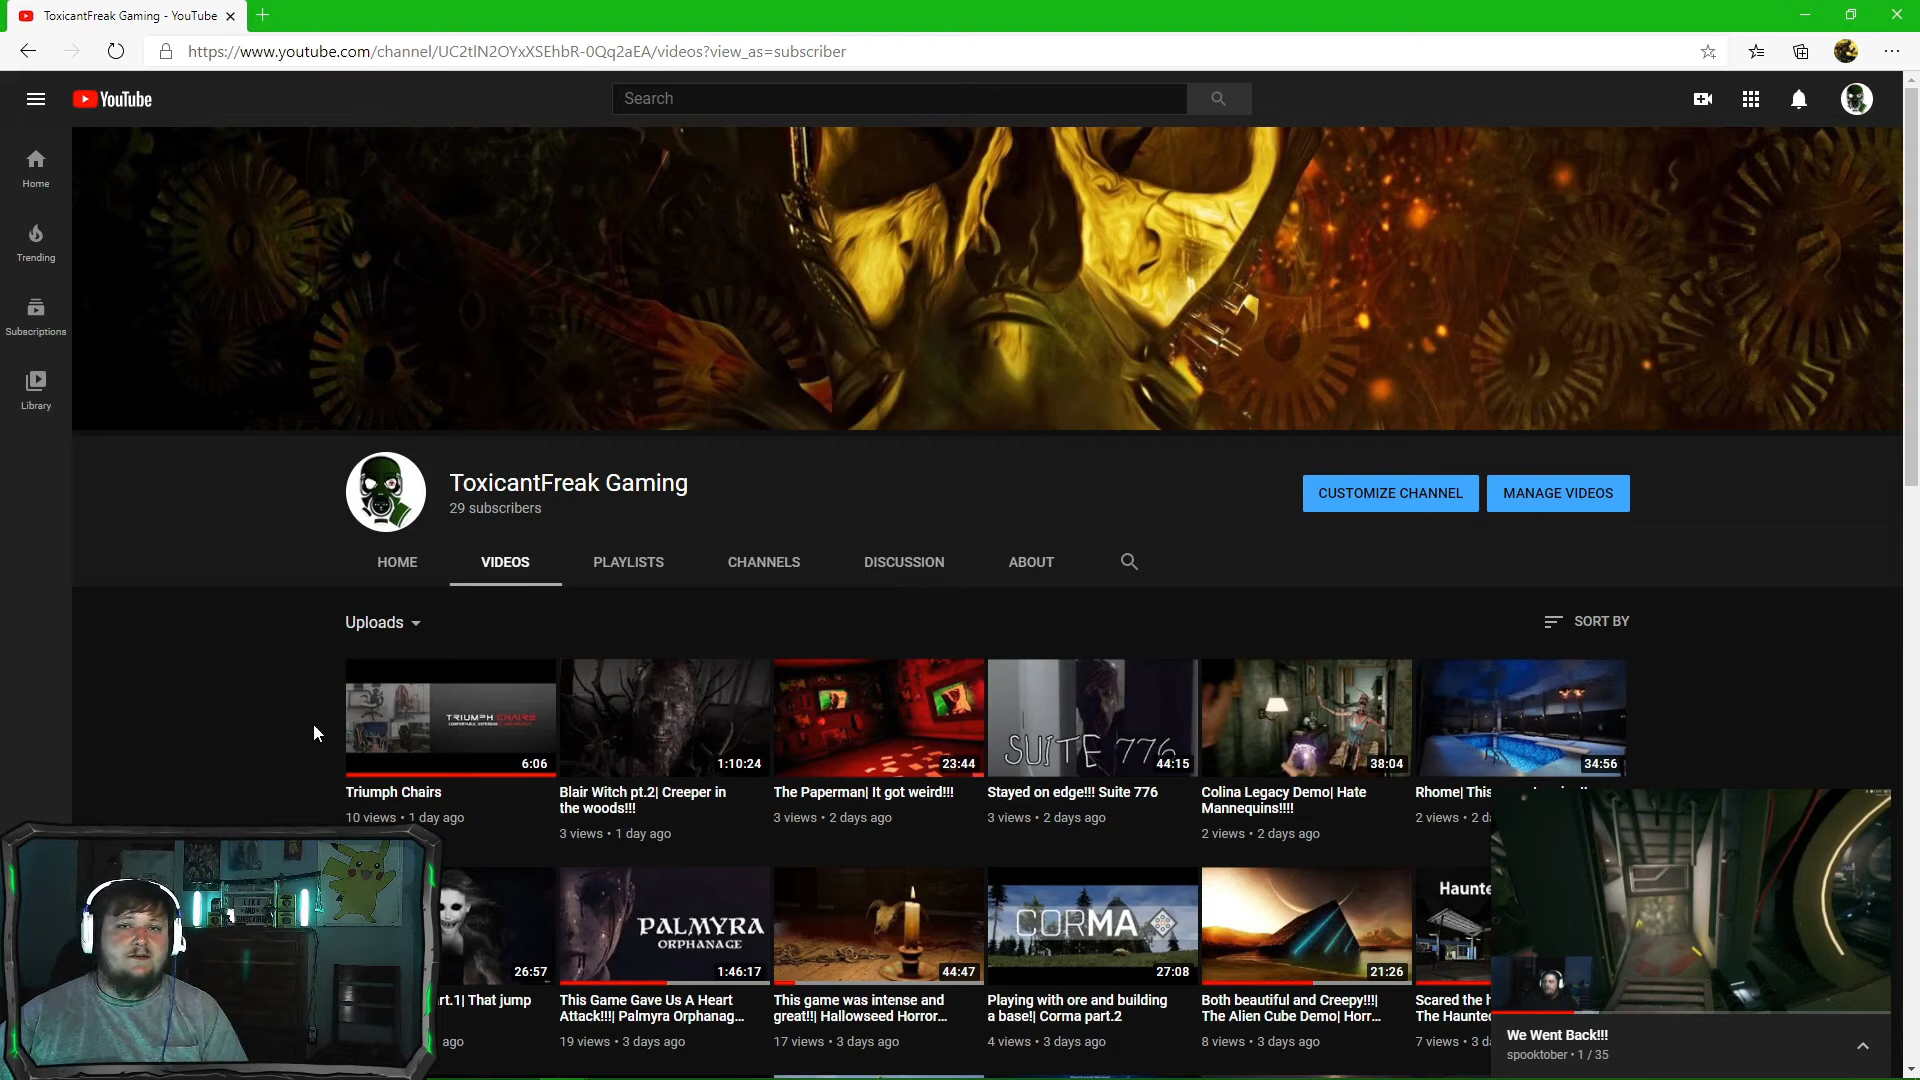 ToxicantFreak Gaming - YouTube
https://www.youtube.com/channel/UC2tlN2OYxXSEhbR-0Qq2aEA/videos?view_as=subscriber
YouTube
Search
Home
Trending
Subscriptions
Library
ToxicantFreak Gaming
29 subscribers
CUSTOMIZE CHANNEL
MANAGE VIDEOS
HOME
VIDEOS
PLAYLISTS
CHANNELS
DISCUSSION
ABOUT
Uploads
SORT BY
TRIUMPH CHAIRS
6:06
1:10:24
23:44
SUITE 776
44:15
38:04
34:56
Triumph Chairs
10 views • 1 day ago
Blair Witch pt.2| Creeper in
the woods!!!
3 views • 1 day ago
The Paperman| It got weird!!!
3 views • 2 days ago
Stayed on edge!!! Suite 776
3 views • 2 days ago
Colina Legacy Demo| Hate
Mannequins!!!!
2 views • 2 days ago
Rhome| This
2 views • 2 d
LIKE
AND
SUBSCRIBE
26:57
PALMYRA
ORPHANAGE
1:46:17
44:47
CORMA
27:08
21:26
Haunte
rt.1| That jump
ago
This Game Gave Us A Heart
Attack!!!| Palmyra Orphanag...
19 views • 3 days ago
This game was intense and
great!!| Hallowseed Horror...
17 views • 3 days ago
Playing with ore and building
a base!| Corma part.2
4 views • 3 days ago
Both beautiful and Creepy!!!|
The Alien Cube Demo| Horr...
8 views • 3 days ago
Scared the h
The Haunte
7 views • 3 d
We Went Back!!!
spooktober • 1 / 35